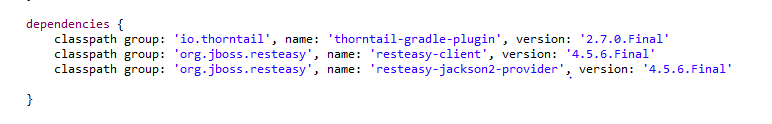 dependencies {
classpath group: 'io.thorntail', name: 'thorntail-gradle-plugin', version: '2.7.0.Final'
classpath group: 'org.jboss.resteasy', name: 'resteasy-client', version: '4.5.6.Final'
classpath group: 'org.jboss.resteasy', name: 'resteasy-jackson2-provider', version: '4.5.6.Final'
}